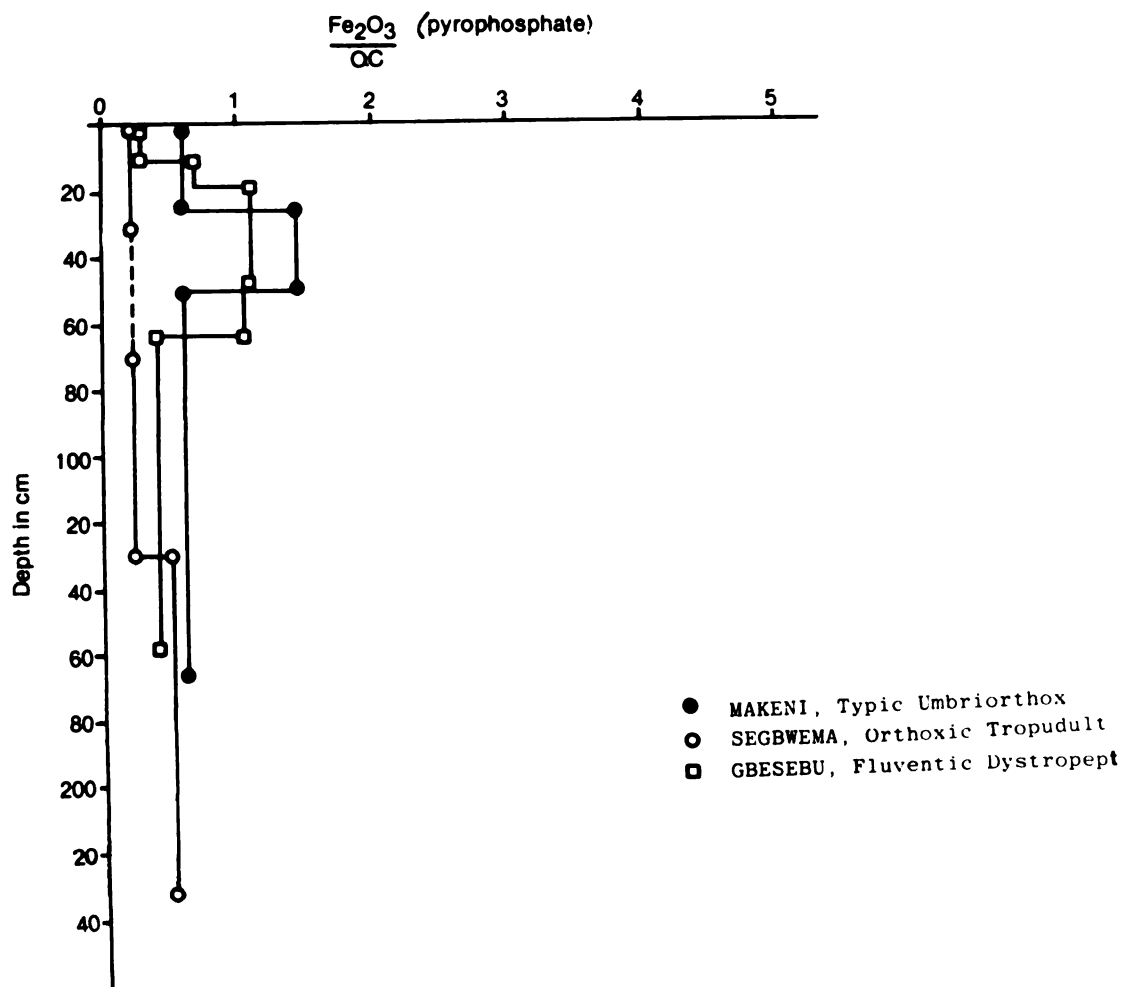 Fe2O3 (pyrophosphate)
OC
0 1 2 3 4 5
20
40
60
80
100
20
40
60
80
200
20
40
Depth in cm
MAKENI, Typic Umbriorthox
SEGBWEMA, Orthoxic Tropudult
GBESEBU, Fluventic Dystropept